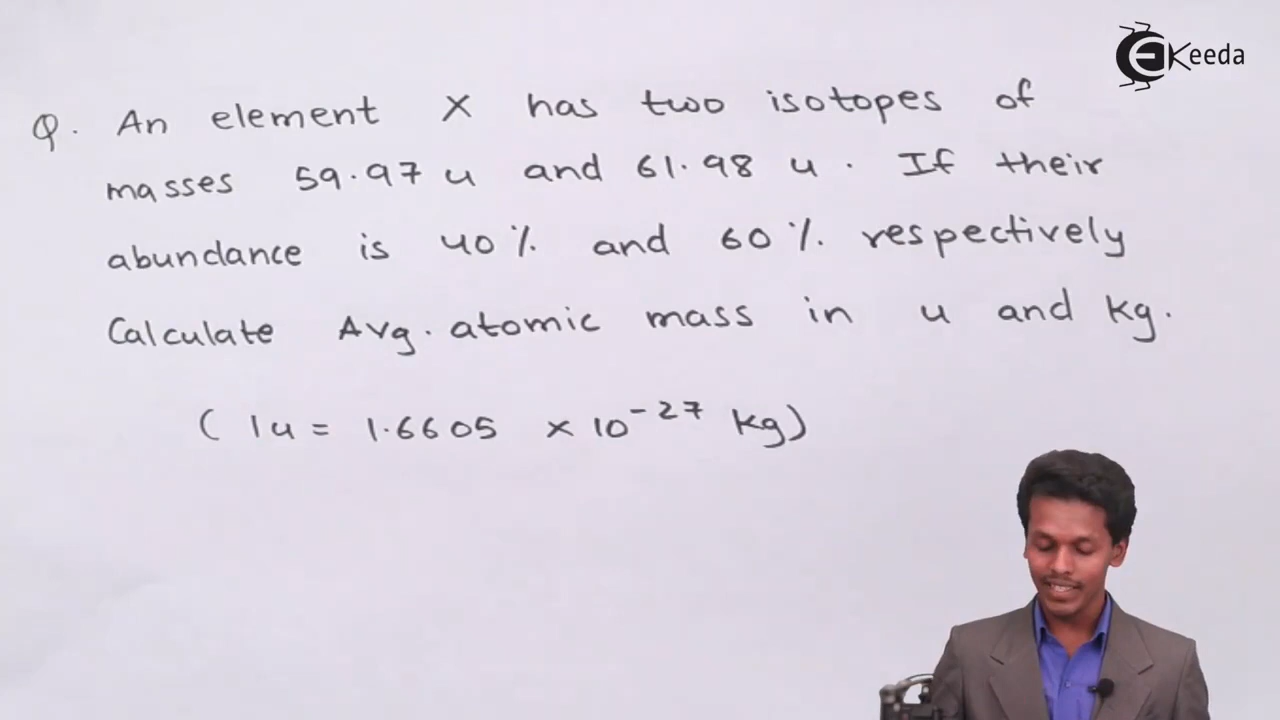 Keeda
Q. An element X has two isotopes of
masses 59.97 u and 61.98 u. If their
abundance is 40% and 60% respectively
Calculate Avg. atomic mass in u and kg.
(1u = 1.6605 × 10⁻²⁷ kg)